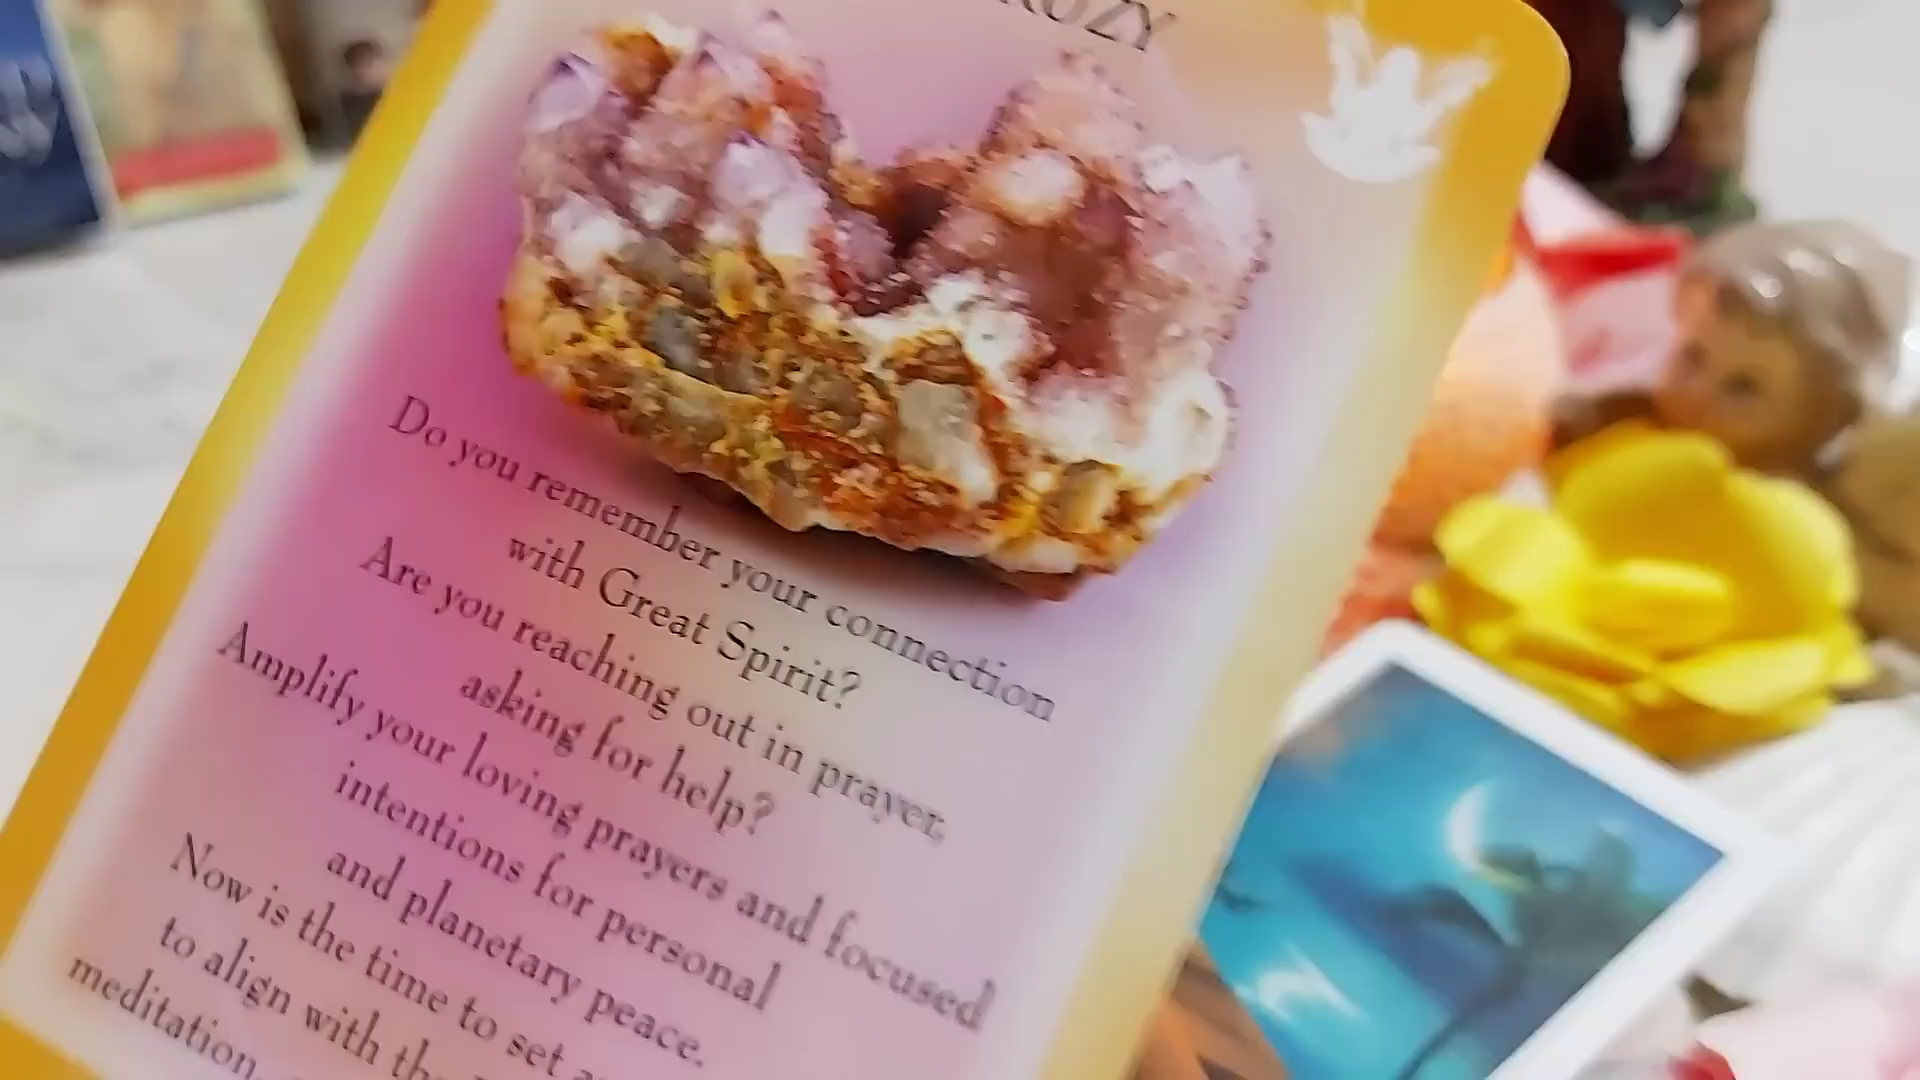 Do you remember your connection
with Great Spirit?
Are you reaching out in prayer,
asking for help?
Amplify your loving prayers and focused
intentions for personal
and planetary peace.
Now is the time to set
to align with
meditation,